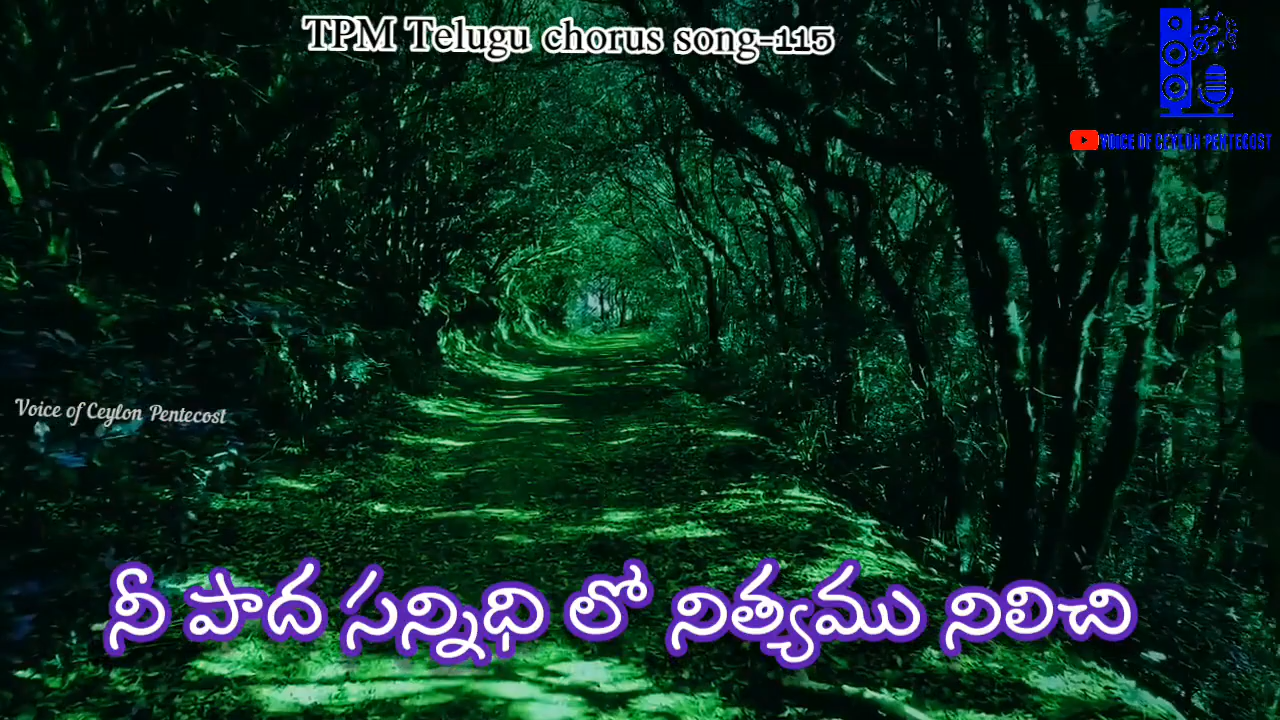 TPM Telugu chorus song-115
VOICE OF CEYLON PENTECOST
Voice of Ceylon Pentecost
నీ పాద సన్నిధి లో నిత్యము నిలిచి